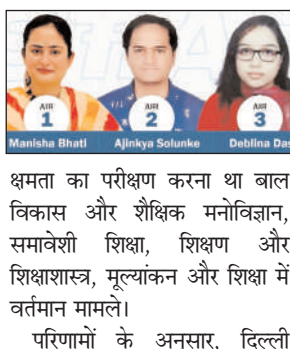 AIR
1
AIR
2
AIR
3
Manisha Bhati
Ajinkya Solunke
Deblina Das
क्षमता का परीक्षण करना था बाल
विकास और शैक्षिक मनोविज्ञान,
समावेशी शिक्षा, शिक्षण और
शिक्षाशास्त्र, मूल्यांकन और शिक्षा में
वर्तमान मामले।
परिणामों के अनुसार, दिल्ली